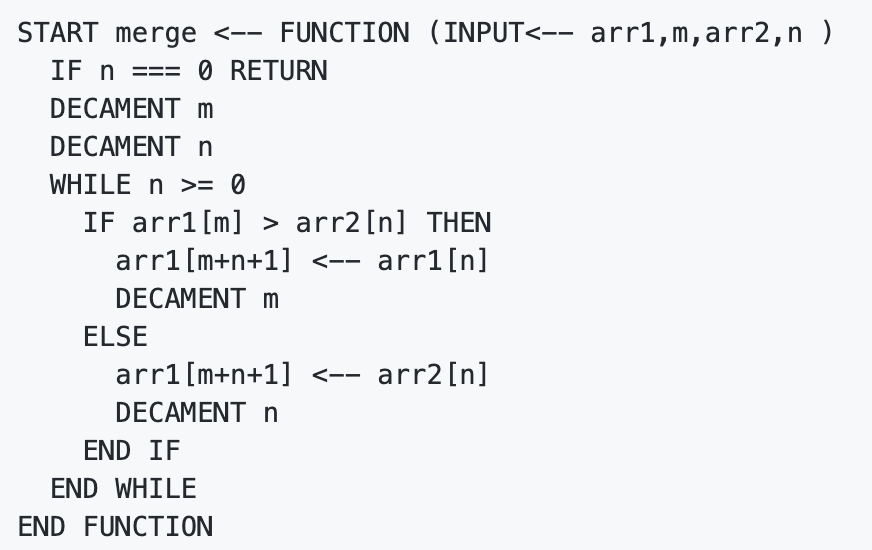 START merge <-- FUNCTION (INPUT<-- arr1,m,arr2,n )
  IF n === 0 RETURN
  DECAMENT m
  DECAMENT n
  WHILE n >= 0
    IF arr1[m] > arr2[n] THEN
      arr1[m+n+1] <-- arr1[n]
      DECAMENT m
    ELSE
      arr1[m+n+1] <-- arr2[n]
      DECAMENT n
    END IF
  END WHILE
END FUNCTION